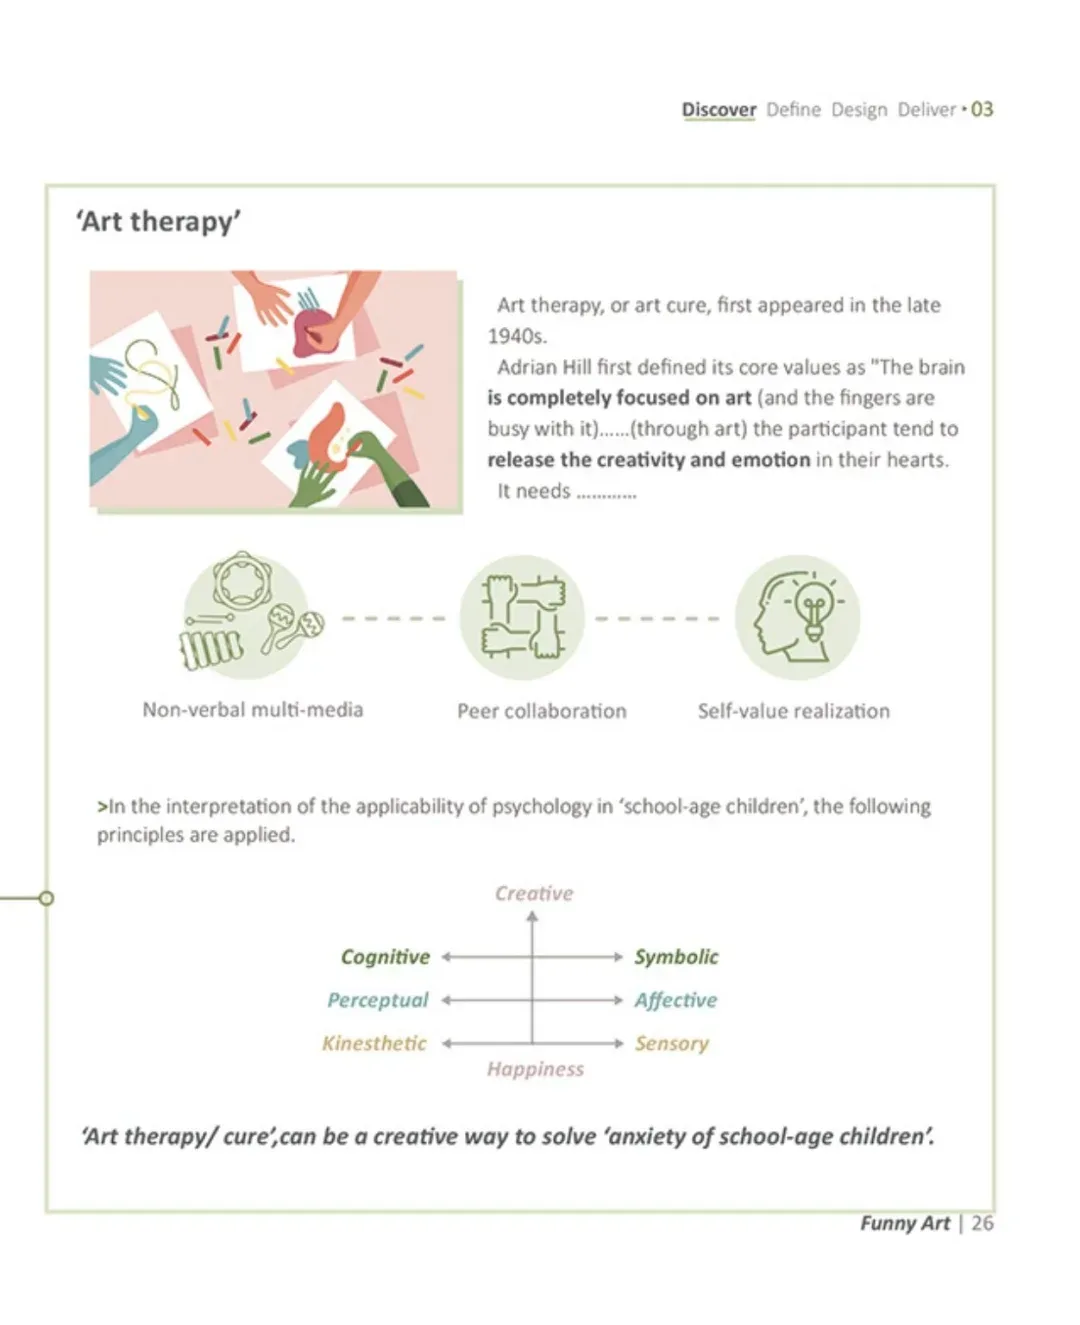 Discover Define Design Deliver • 03
‘Art therapy’
Art therapy, or art cure, first appeared in the late
1940s.
Adrian Hill first defined its core values as "The brain
is completely focused on art (and the fingers are
busy with it)......(through art) the participant tend to
release the creativity and emotion in their hearts.
It needs .............
Non-verbal multi-media
Peer collaboration
Self-value realization
>In the interpretation of the applicability of psychology in ‘school-age children’, the following
principles are applied.
Creative
Cognitive
Symbolic
Perceptual
Affective
Kinesthetic
Sensory
Happiness
‘Art therapy/ cure’,can be a creative way to solve ‘anxiety of school-age children’.
Funny Art | 26